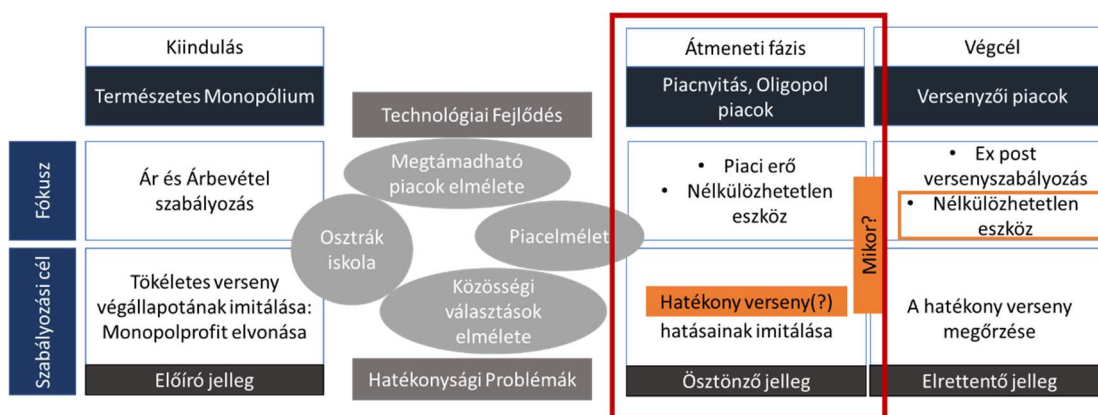 Kiindulás
Természetes Monopólium
Fókusz
Ár és Árbevétel
szabályozás
Szabályozási cél
Tökéletes verseny
végállapotának imitálása:
Monopolprofit elvonása
Előíró jelleg
Technológiai Fejlődés
Megtámadható
piacok elmélete
Osztrák
iskola
Piacelmélet
Közösségi
választások
elmélete
Hatékonysági Problémák
Átmeneti fázis
Piacnyitás, Oligopol
piacok
• Piaci erő
• Nélkülözhetetlen
eszköz
Hatékony verseny(?)
hatásainak imitálása
Ösztönző jelleg
Mikor?
Végcél
Versenyzői piacok
• Ex post
versenyszabályozás
• Nélkülözhetetlen
eszköz
A hatékony verseny
megőrzése
Elrettentő jelleg